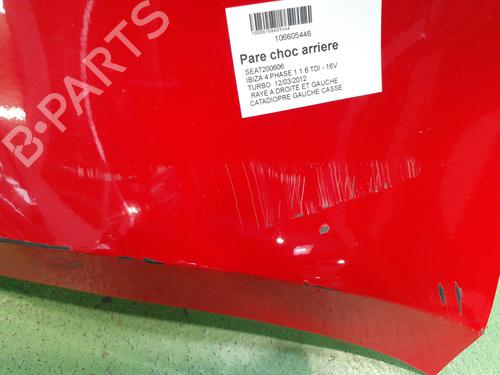 10000106605446
106605446
Pare choc arriere
SEAT200606
IBIZA 4 PHASE 1 1.6 TDI - 16V
TURBO: 12/03/2012
RAYE A DROITE ET GAUCHE
CATADIOPRE GAUCHE CASSE
B-Parts